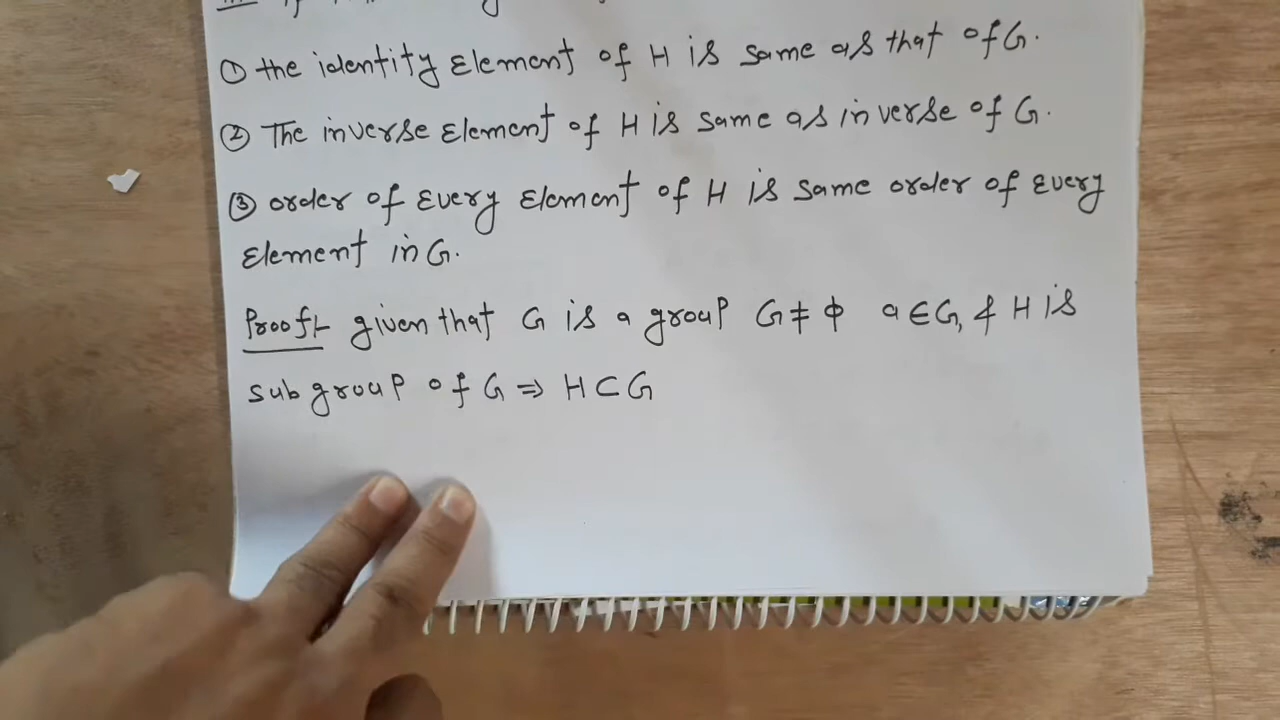 ① the identity Element of H is same as that of G.
② The inverse Element of H is same as inverse of G.
③ order of Every Element of H is same order of Every
Element in G.
Proof:- given that G is a group G ≠ ϕ a ∈ G, & H is
sub group of G ⇒ H ⊂ G